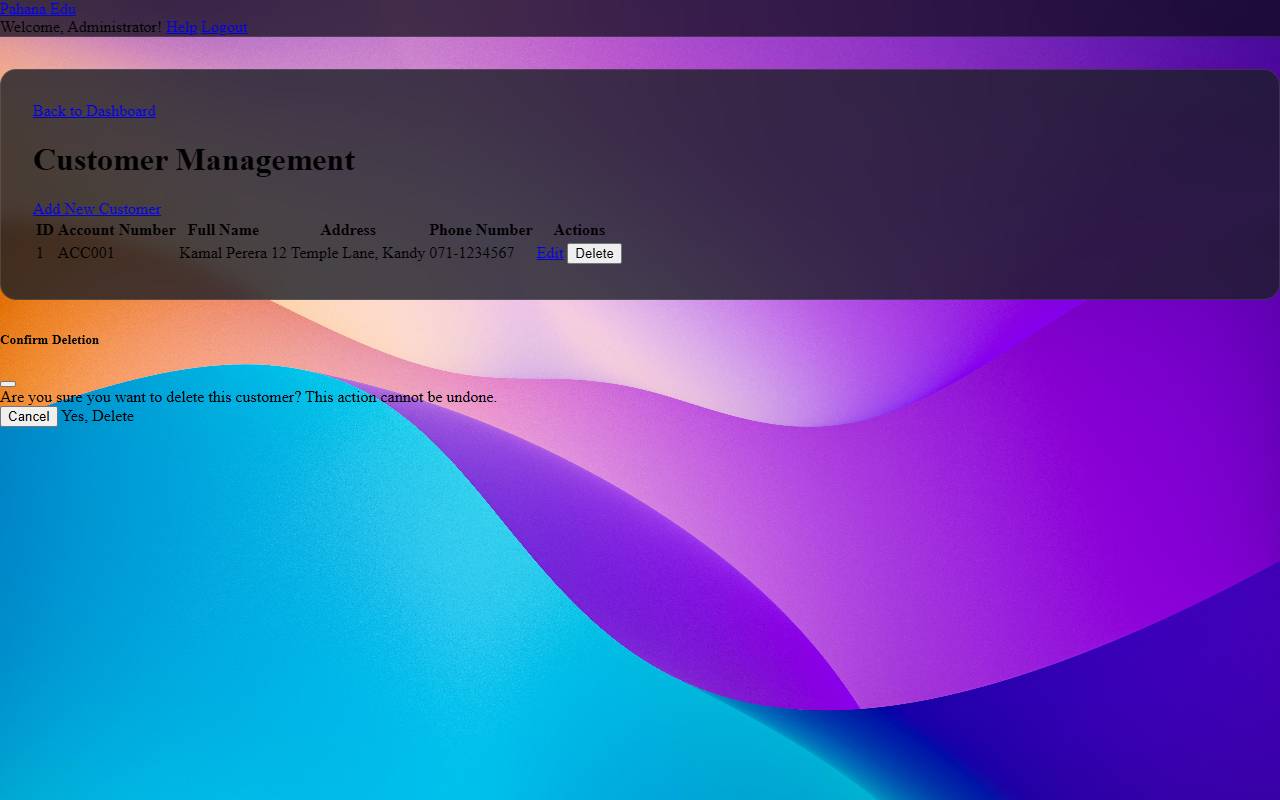 Pahana Edu
Welcome, Administrator! Help Logout
Back to Dashboard
Customer Management
Add New Customer
ID Account Number Full Name Address Phone Number Actions
1 ACC001 Kamal Perera 12 Temple Lane, Kandy 071-1234567 Edit Delete
Confirm Deletion
Are you sure you want to delete this customer? This action cannot be undone.
Cancel Yes, Delete